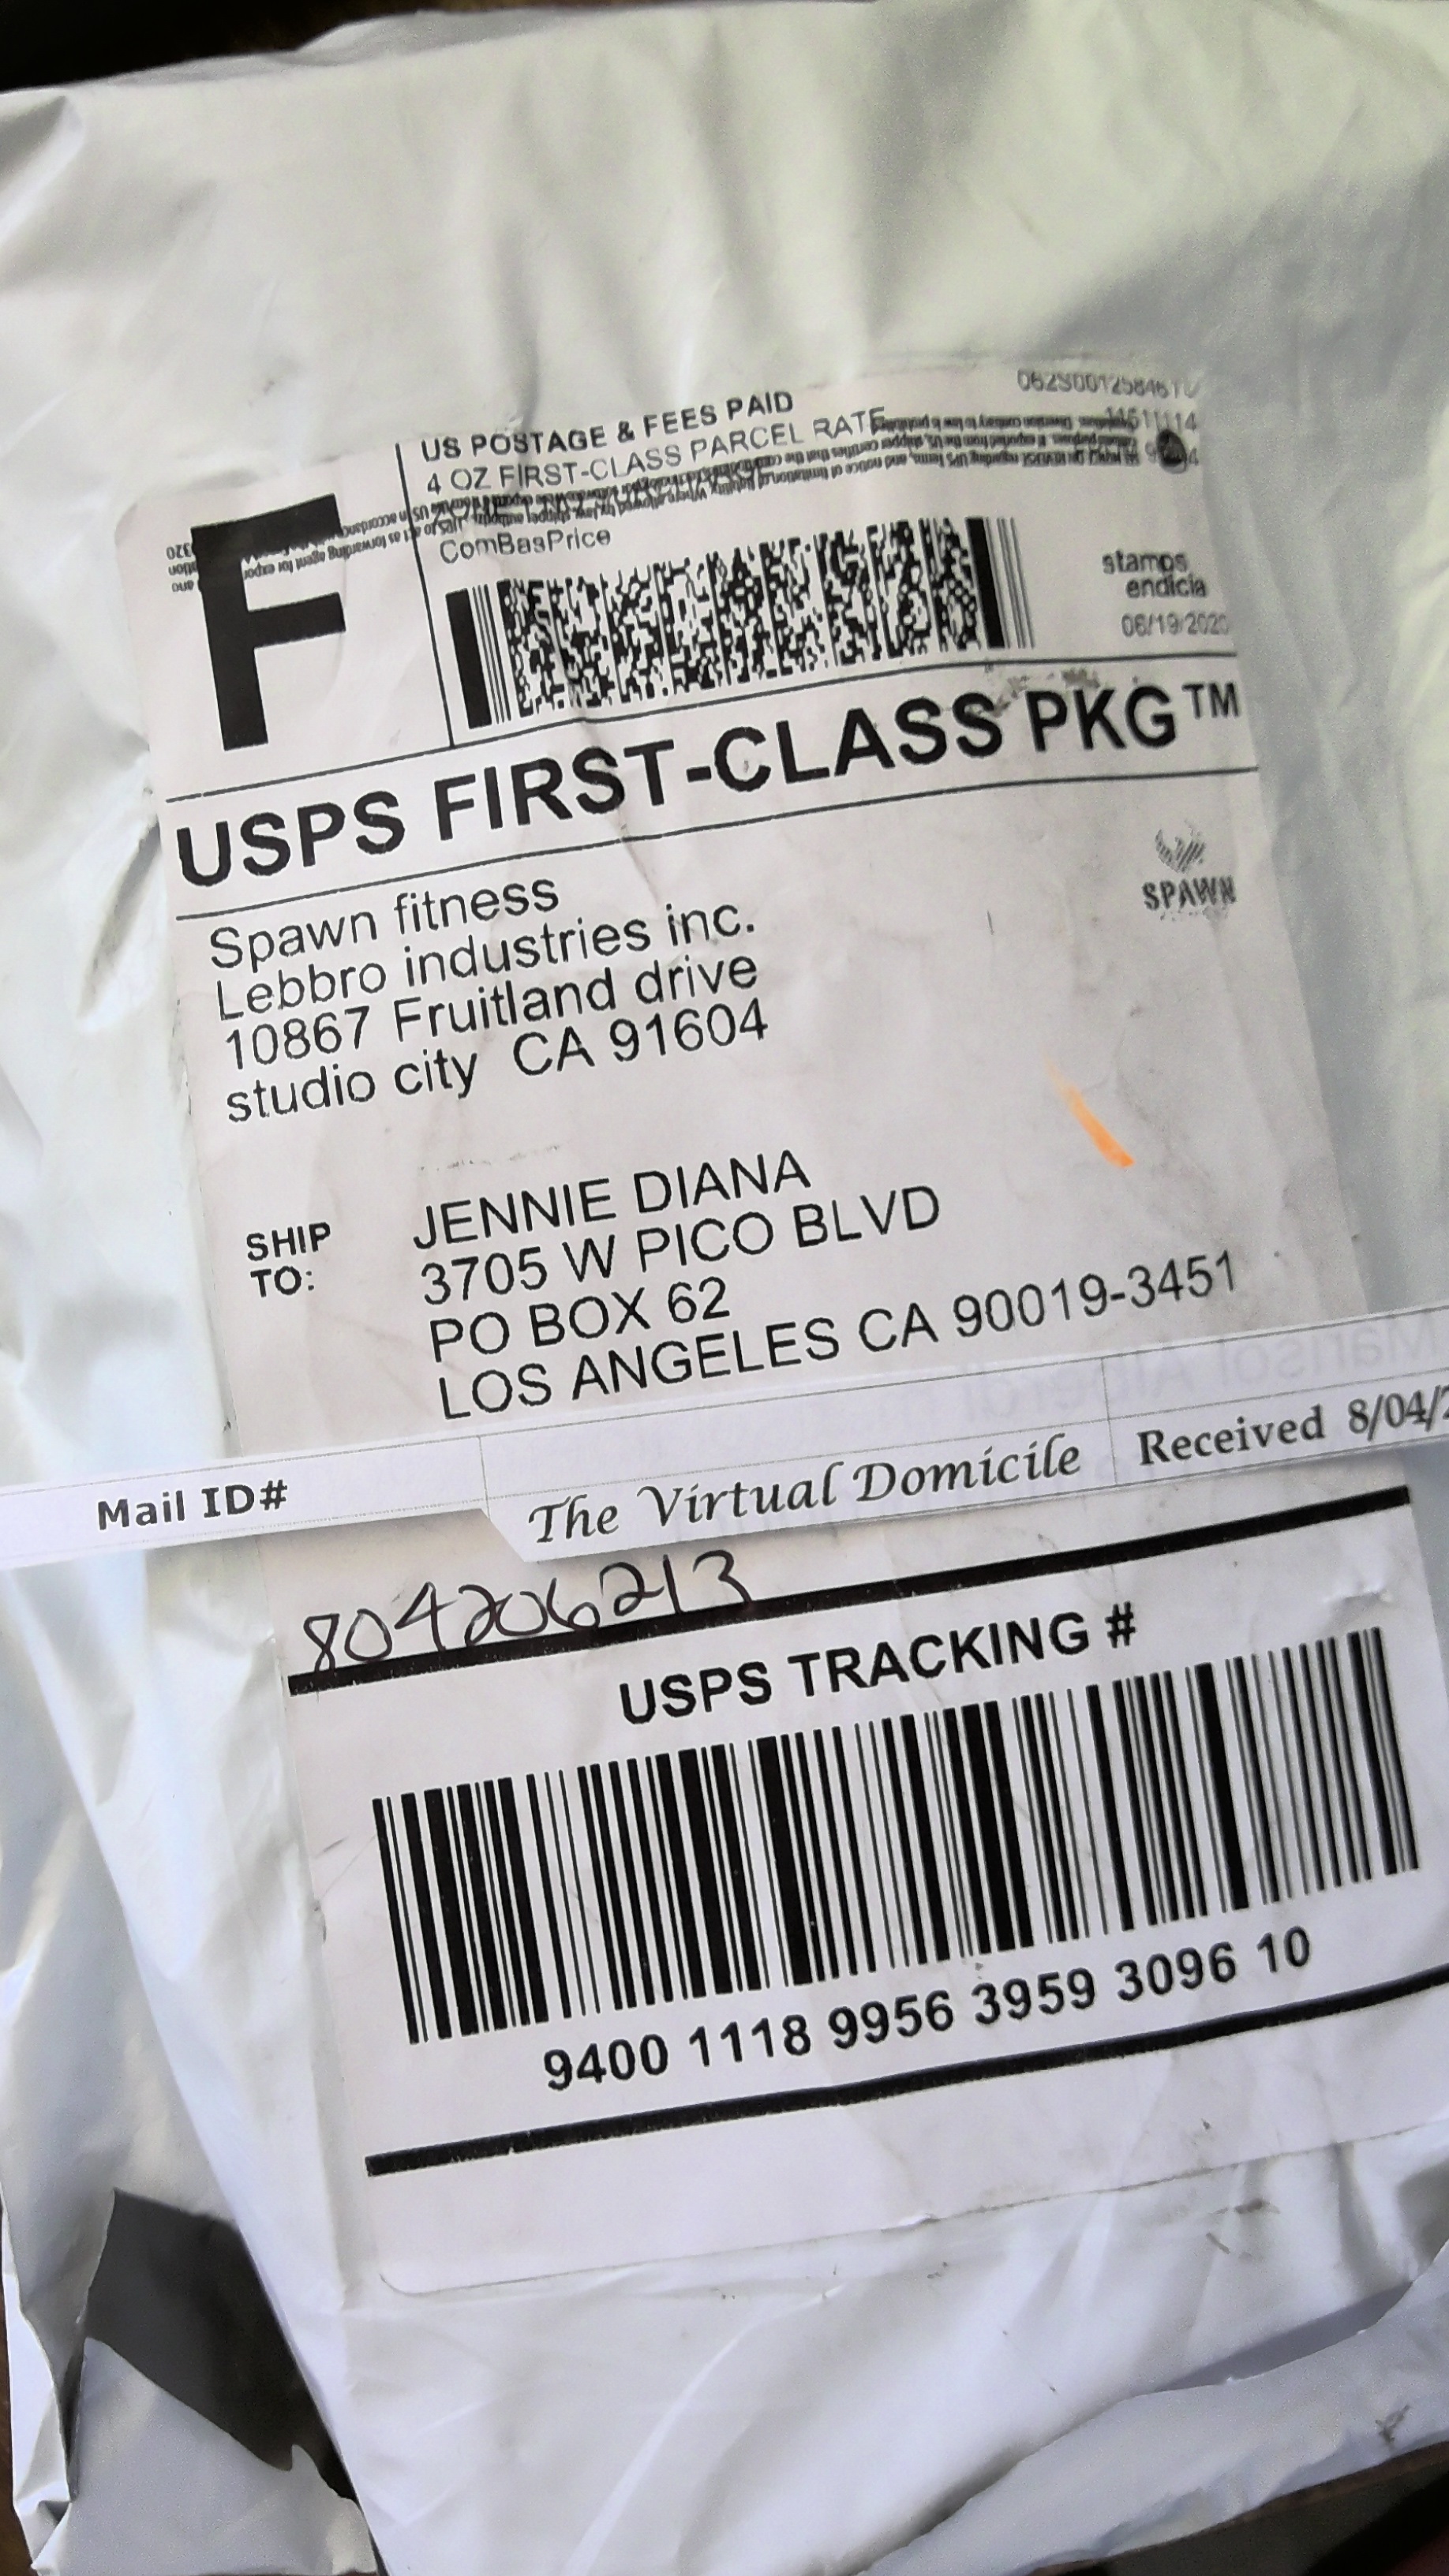 US POSTAGE & FEES PAID
4 OZ FIRST-CLASS PARCEL RATE
ComBasPrice
stamps
endicia
06/19/2020
F
USPS FIRST-CLASS PKG™
SPAWN
Spawn fitness
Lebbro industries inc.
10867 Fruitland drive
studio city CA 91604
SHIP
TO:
JENNIE DIANA
3705 W PICO BLVD
PO BOX 62
LOS ANGELES CA 90019-3451
Mail ID#
The Virtual Domicile
Received 8/04/2
804206213
USPS TRACKING #
9400 1118 9956 3959 3096 10